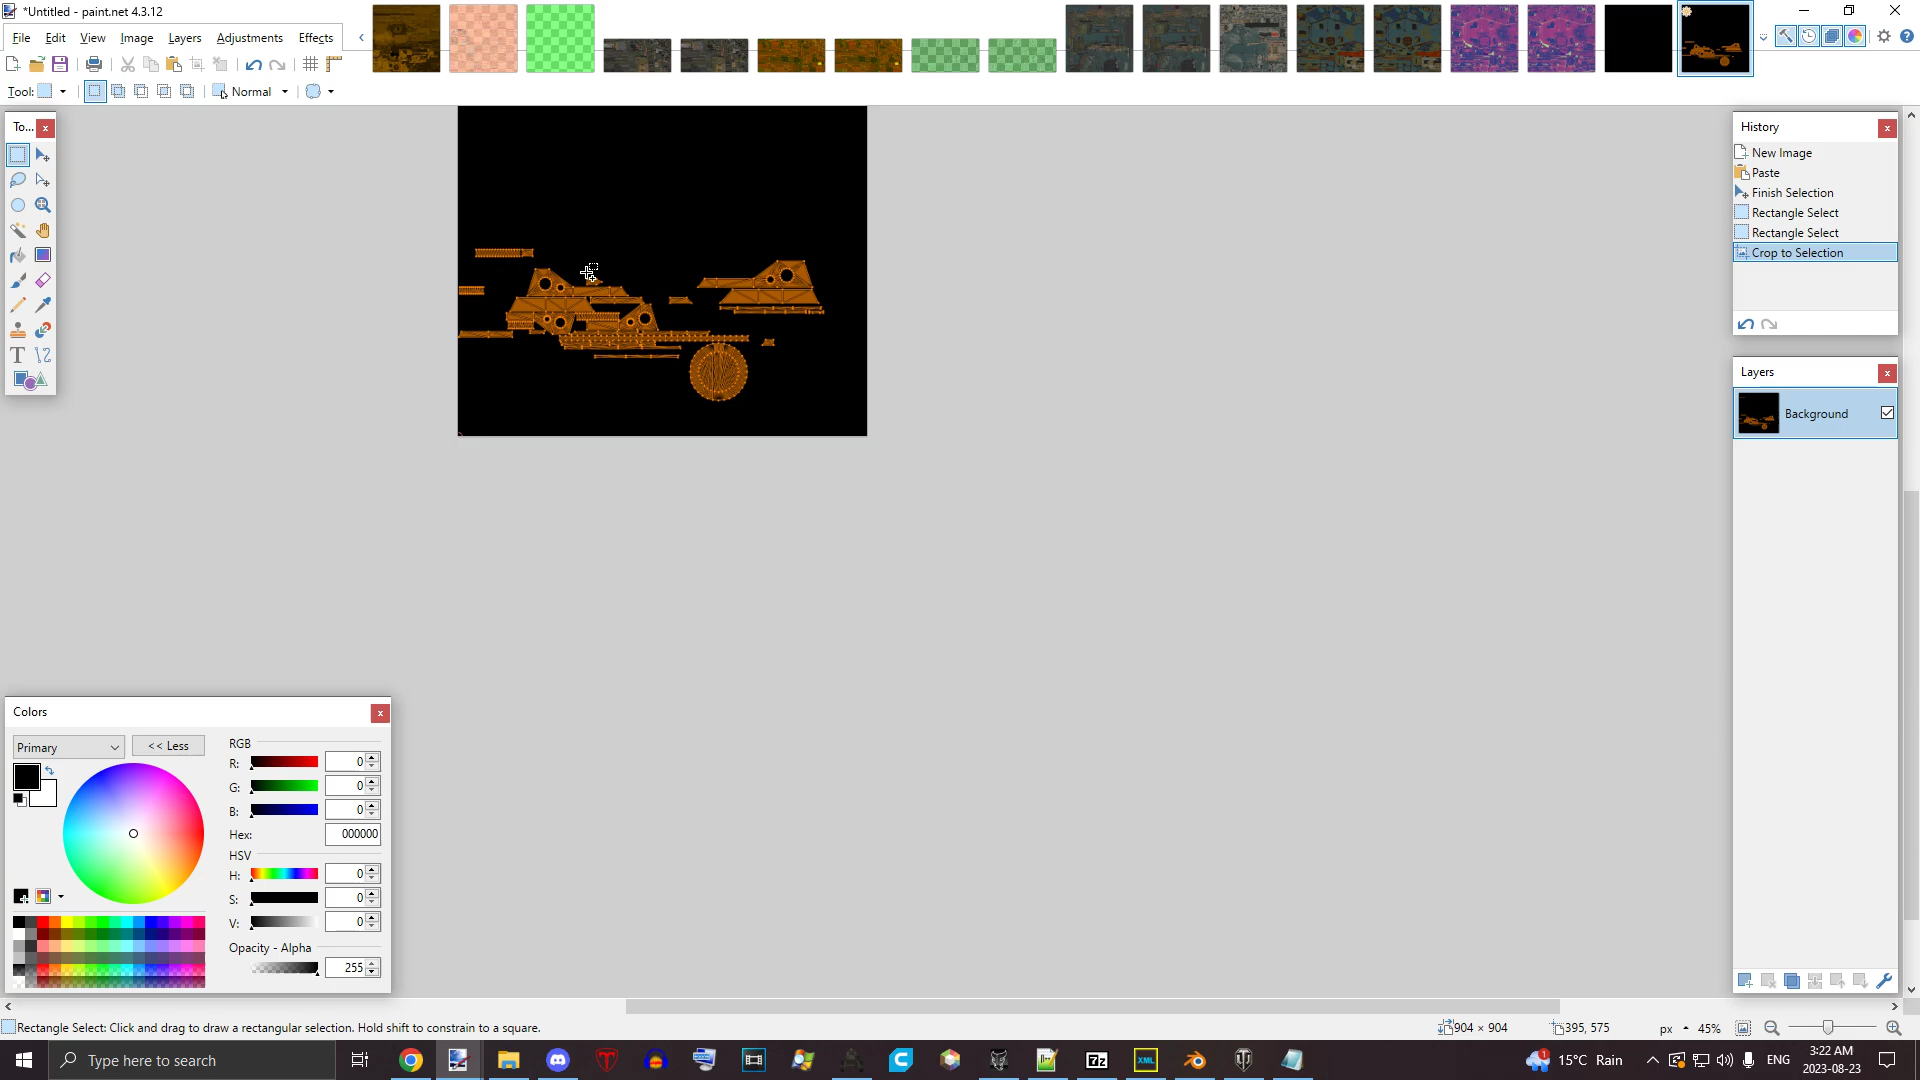 *Untitled - paint.net 4.3.12
File Edit View Image Layers Adjustments Effects
Tool: Normal
To...
History
New Image
Paste
Finish Selection
Rectangle Select
Rectangle Select
Crop to Selection
Layers
Background
Colors
Primary
<< Less
RGB
R: 0
G: 0
B: 0
Hex: 000000
HSV
H: 0
S: 0
V: 0
Opacity - Alpha
255
Rectangle Select: Click and drag to draw a rectangular selection. Hold shift to constrain to a square.
904 × 904
395, 575
px
45%
Type here to search
7z
XML
1
15°C Rain
ENG
3:22 AM
2023-08-23